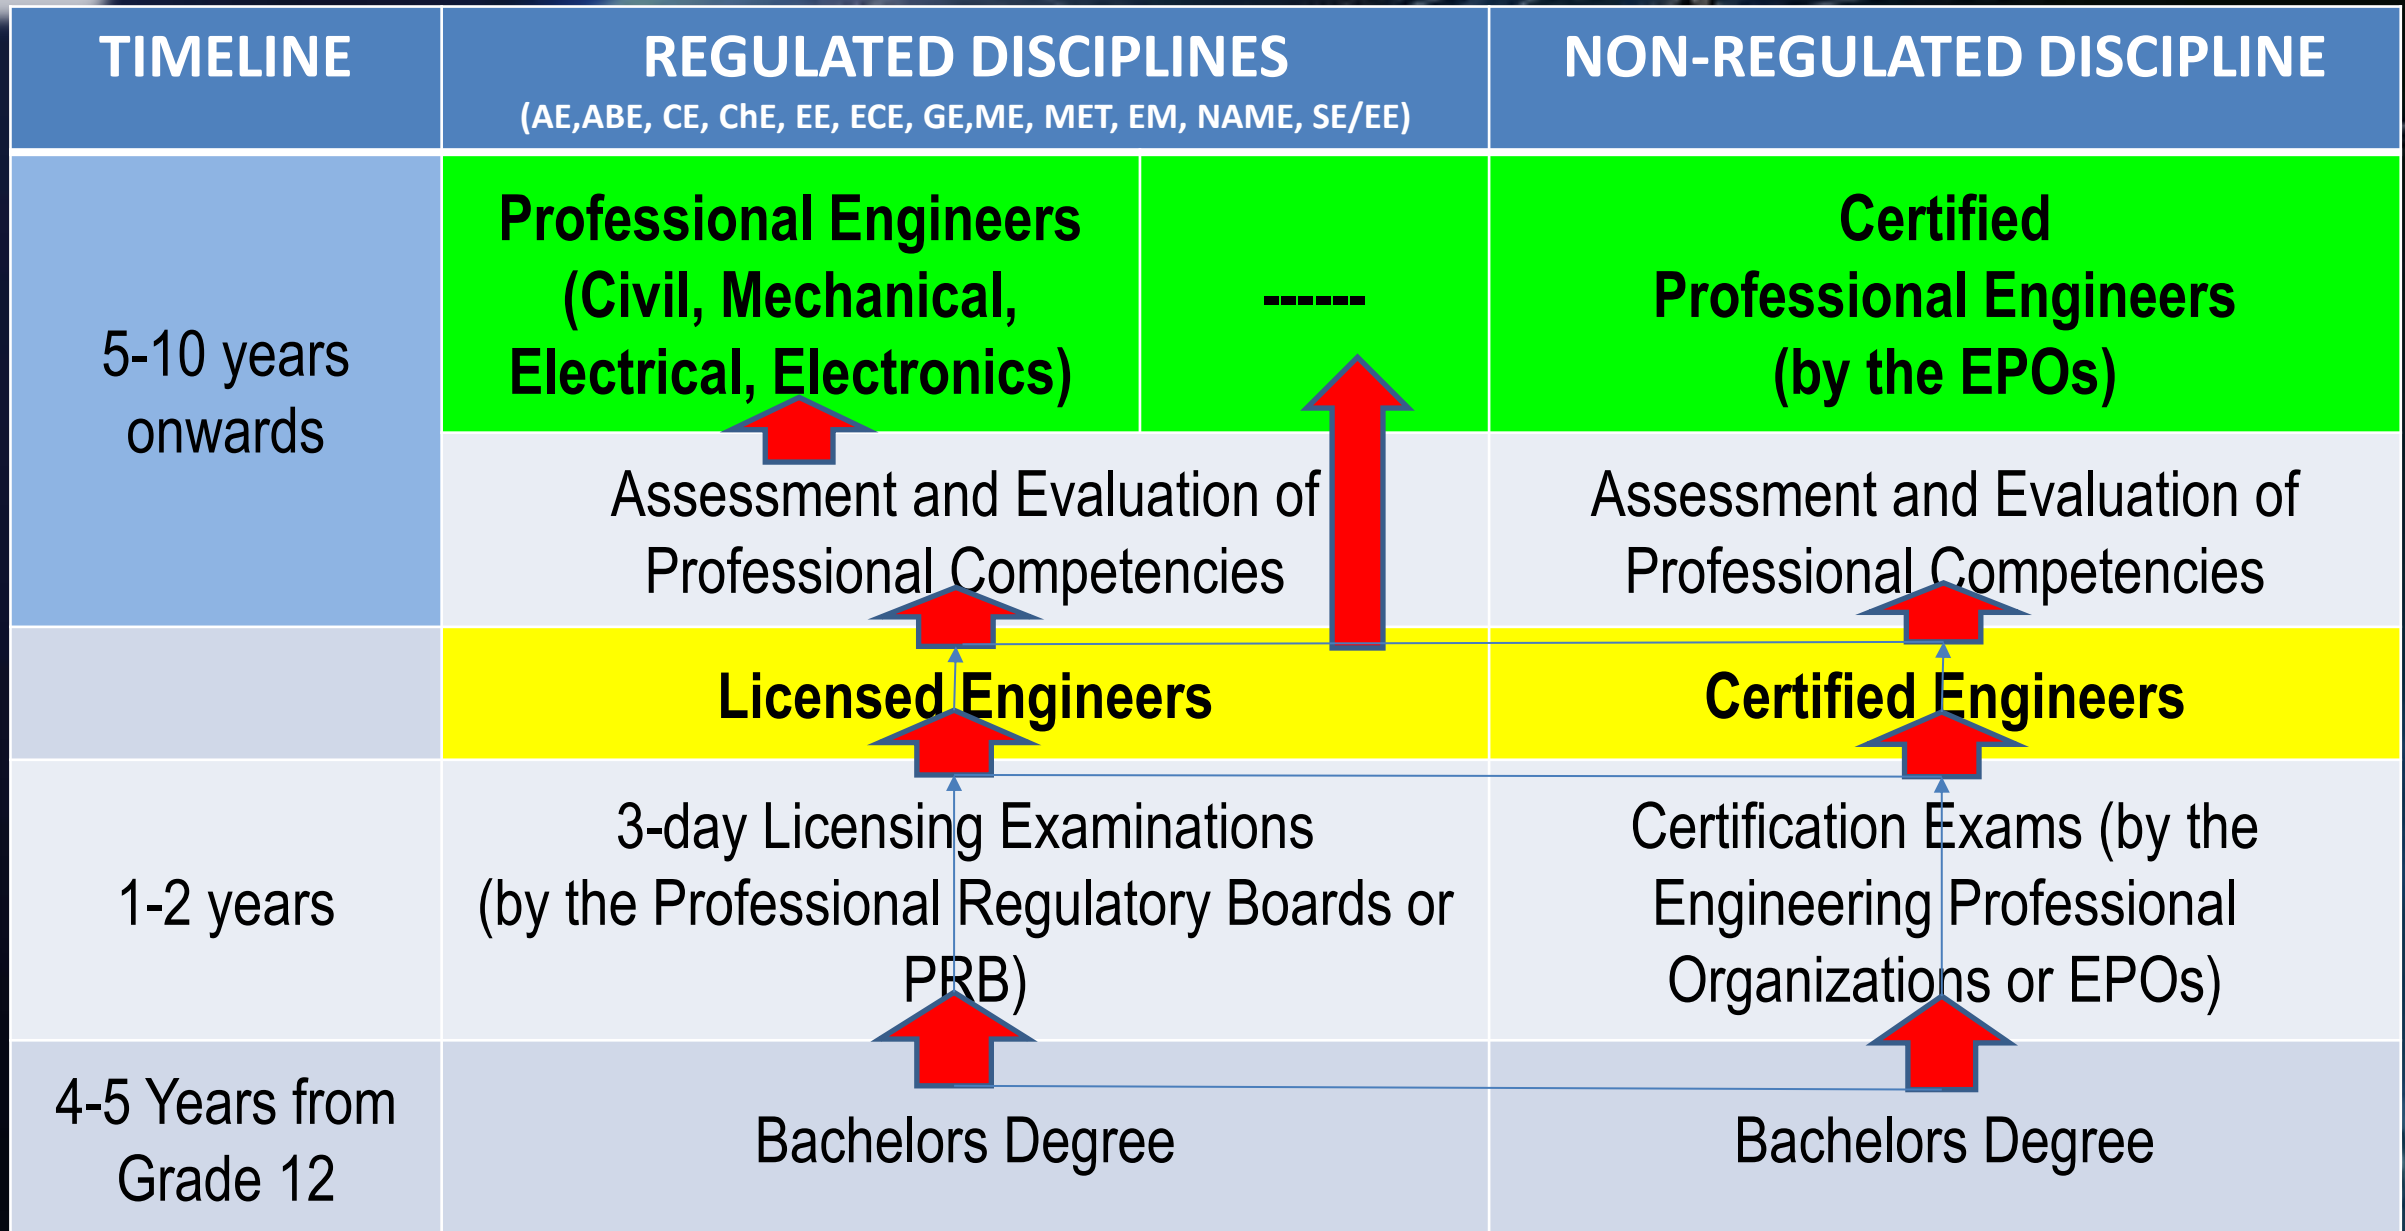 TIMELINE
REGULATED DISCIPLINES
(AE,ABE, CE, ChE, EE, ECE, GE,ME, MET, EM, NAME, SE/EE)
NON-REGULATED DISCIPLINE
5-10 years
onwards
Professional Engineers
(Civil, Mechanical,
Electrical, Electronics)
------
Certified
Professional Engineers
(by the EPOs)
Assessment and Evaluation of
Professional Competencies
Assessment and Evaluation of
Professional Competencies
Licensed Engineers
Certified Engineers
1-2 years
3-day Licensing Examinations
(by the Professional Regulatory Boards or
PRB)
Certification Exams (by the
Engineering Professional
Organizations or EPOs)
4-5 Years from
Grade 12
Bachelors Degree
Bachelors Degree